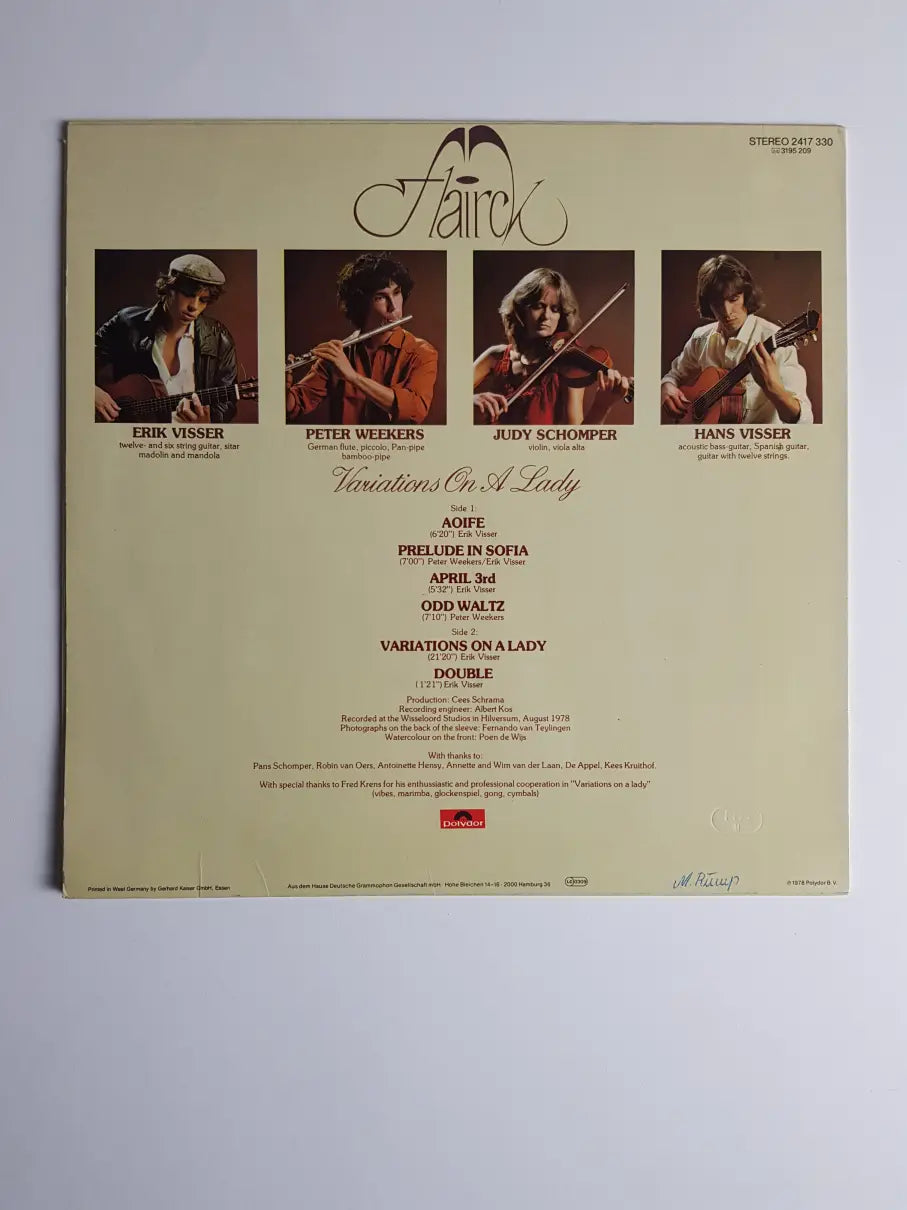 Flairck
STEREO 2417 330
3195 209
ERIK VISSER
twelve- and six string guitar, sitar
madolin and mandola
PETER WEEKERS
German flute, piccolo, Pan-pipe
bamboo-pipe
JUDY SCHOMPER
violin, viola alta
HANS VISSER
acoustic bass-guitar, Spanish guitar,
guitar with twelve strings.
Variations On A Lady
Side 1:
AOIFE
(6'20") Erik Visser
PRELUDE IN SOFIA
(7'00") Peter Weekers/Erik Visser
APRIL 3rd
(5'32") Erik Visser
ODD WALTZ
(7'10") Peter Weekers
Side 2:
VARIATIONS ON A LADY
(21'20") Erik Visser
DOUBLE
(1'21") Erik Visser
Production: Cees Schrama
Recording engineer: Albert Kos
Recorded at the Wisseloord Studios in Hilversum, August 1978
Photographs on the back of the sleeve: Fernando van Teylingen
Watercolour on the front: Poen de Wijs
With thanks to:
Pans Schomper, Robin van Oers, Antoinette Hensy, Annette and Wim van der Laan, De Appel, Kees Kruithof.
With special thanks to Fred Krens for his enthusiastic and professional cooperation in "Variations on a lady"
(vibes, marimba, glockenspiel, gong, cymbals)
Polydor
Printed in West Germany by Gerhard Kaiser GmbH, Essen
Aus dem Hause Deutsche Grammophon Gesellschaft mbH · Hohe Bleichen 14-16 · 2000 Hamburg 36
LC 0309
℗ 1978 Polydor B. V.